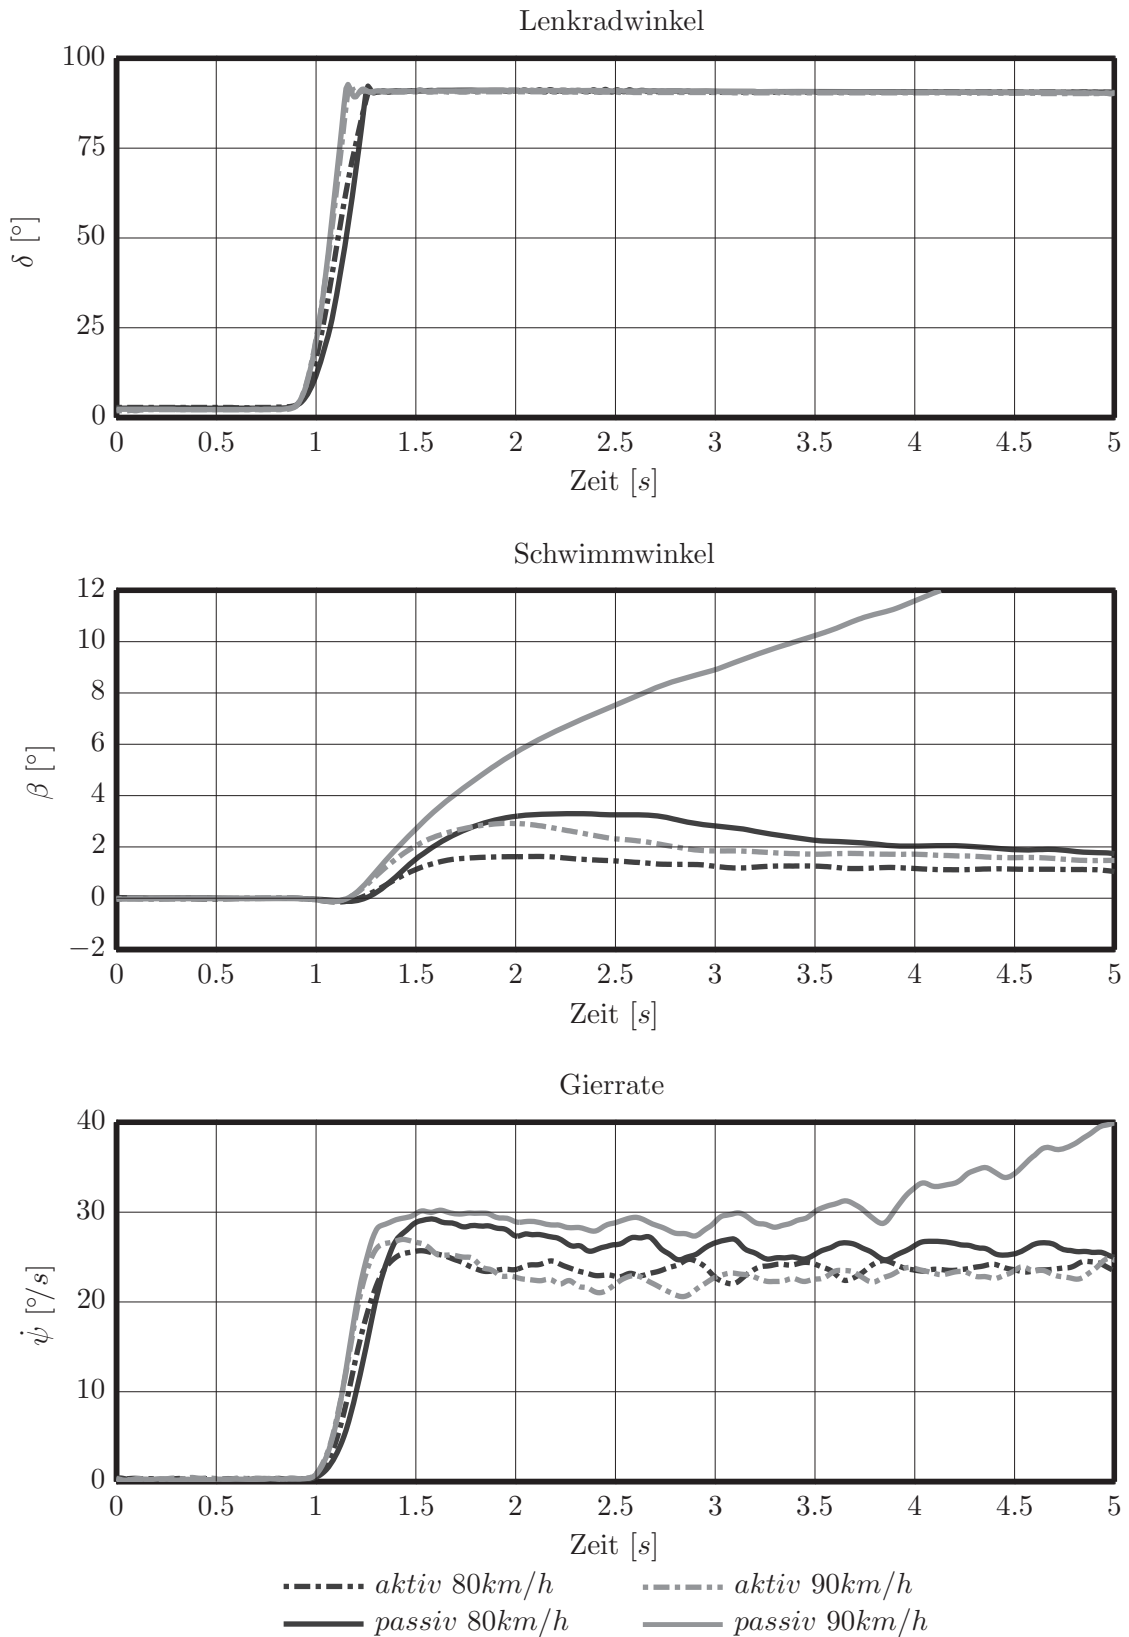 Lenkradwinkel
100
75
50
25
0
δ [°]
0 0.5 1 1.5 2 2.5 3 3.5 4 4.5 5
Zeit [s]
Schwimmwinkel
12
10
8
6
4
2
0
−2
β [°]
0 0.5 1 1.5 2 2.5 3 3.5 4 4.5 5
Zeit [s]
Gierrate
40
30
20
10
0
ψ̇ [°/s]
0 0.5 1 1.5 2 2.5 3 3.5 4 4.5 5
Zeit [s]
aktiv 80km/h aktiv 90km/h
passiv 80km/h passiv 90km/h